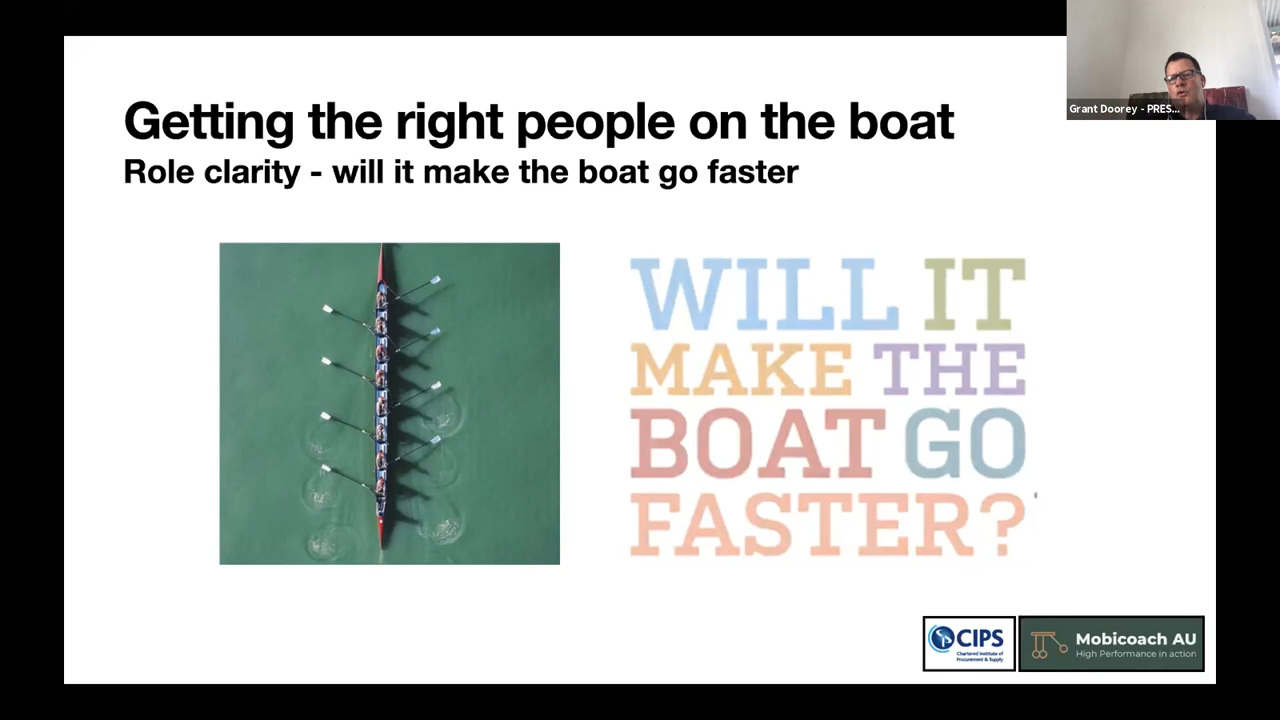 Grant Doorey - PRES...
Getting the right people on the boat
Role clarity - will it make the boat go faster
WILL IT
MAKE THE
BOAT GO
FASTER?
CIPS
Chartered Institute of
Procurement & Supply
Mobicoach AU
High Performance in action